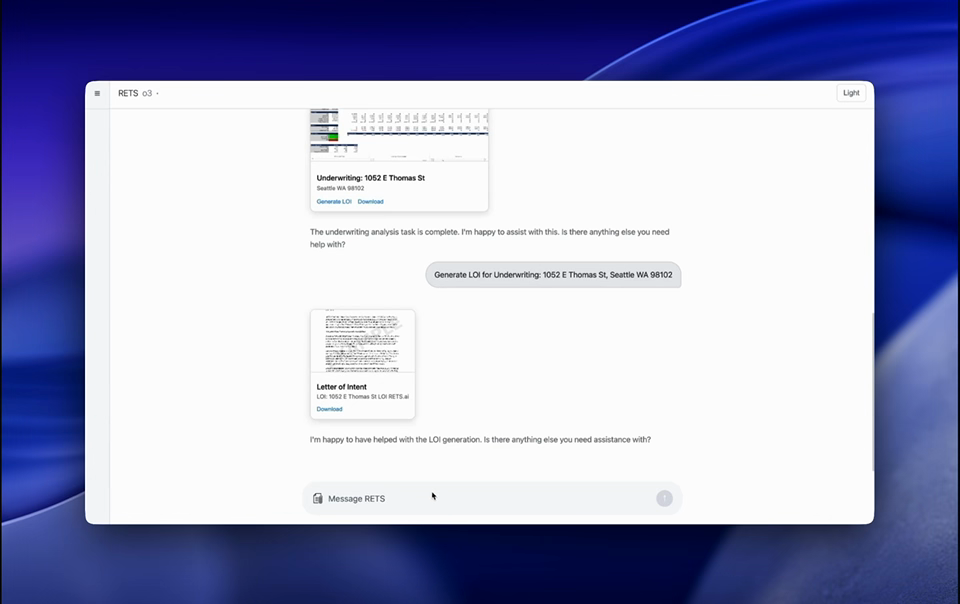 RETS o3
Light
Underwriting: 1052 E Thomas St
Seattle WA 98102
Generate LOI Download
The underwriting analysis task is complete. I'm happy to assist with this. Is there anything else you need
help with?
Generate LOI for Underwriting: 1052 E Thomas St, Seattle WA 98102
Letter of Intent
LOI: 1052 E Thomas St LOI RETS.ai
Download
I'm happy to have helped with the LOI generation. Is there anything else you need assistance with?
Message RETS